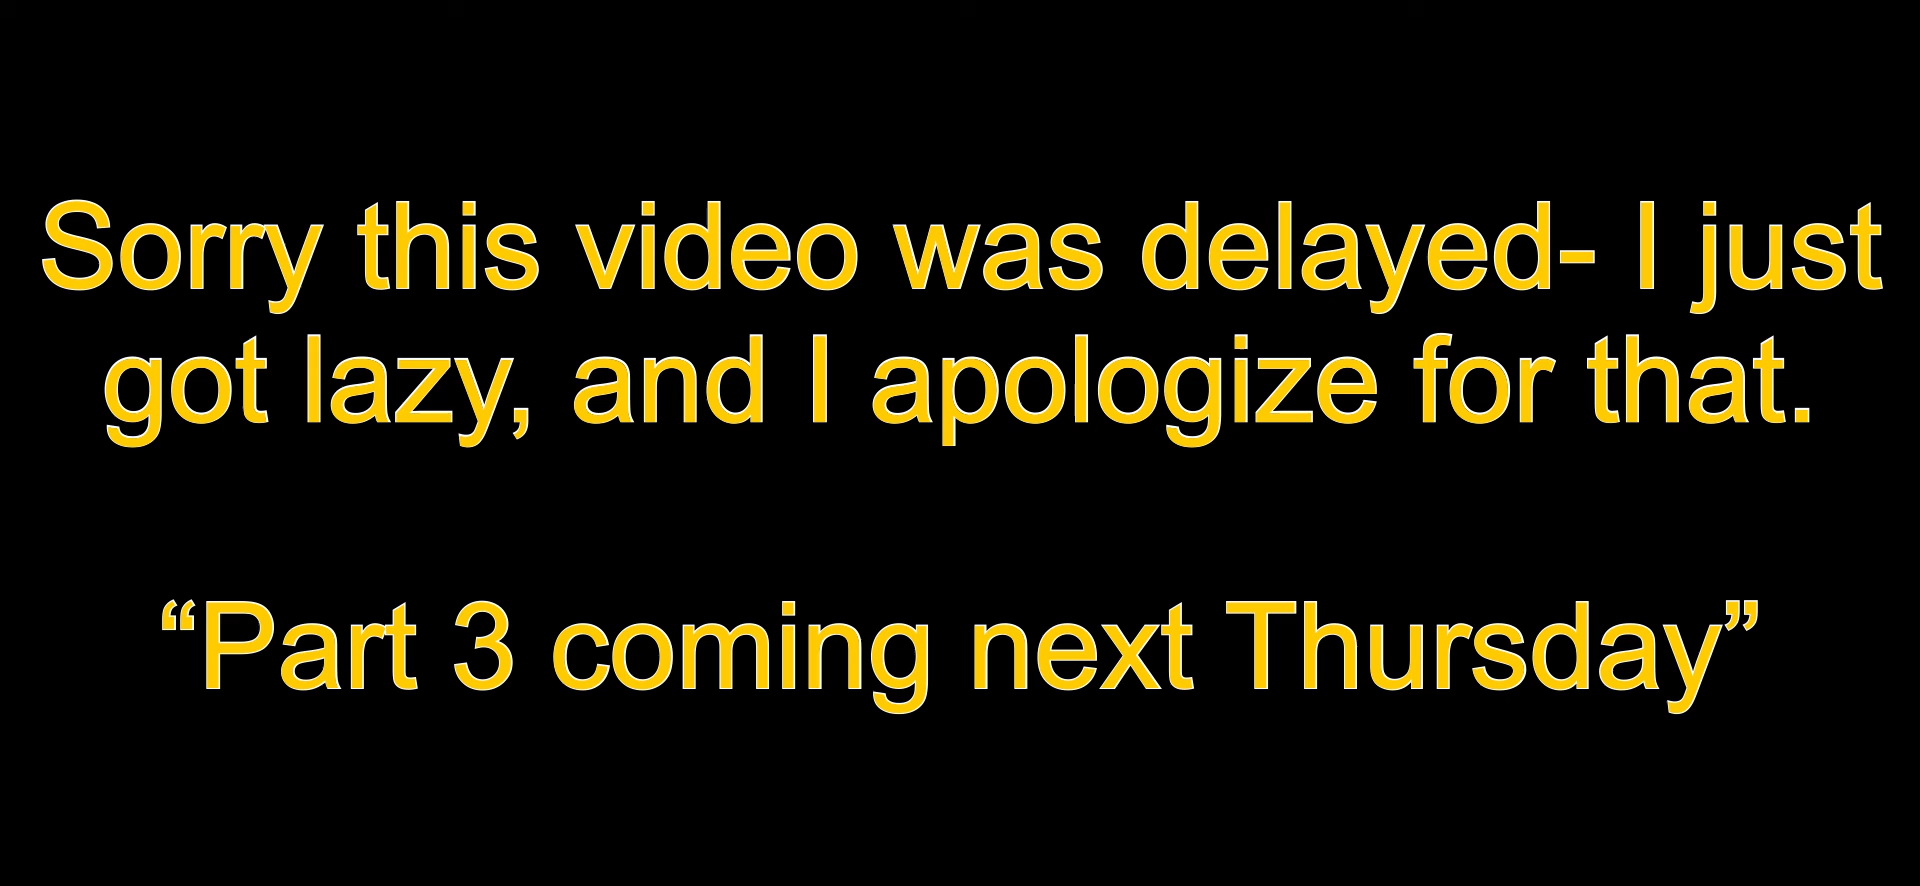 Sorry this video was delayed- I just
got lazy, and I apologize for that.
“Part 3 coming next Thursday”